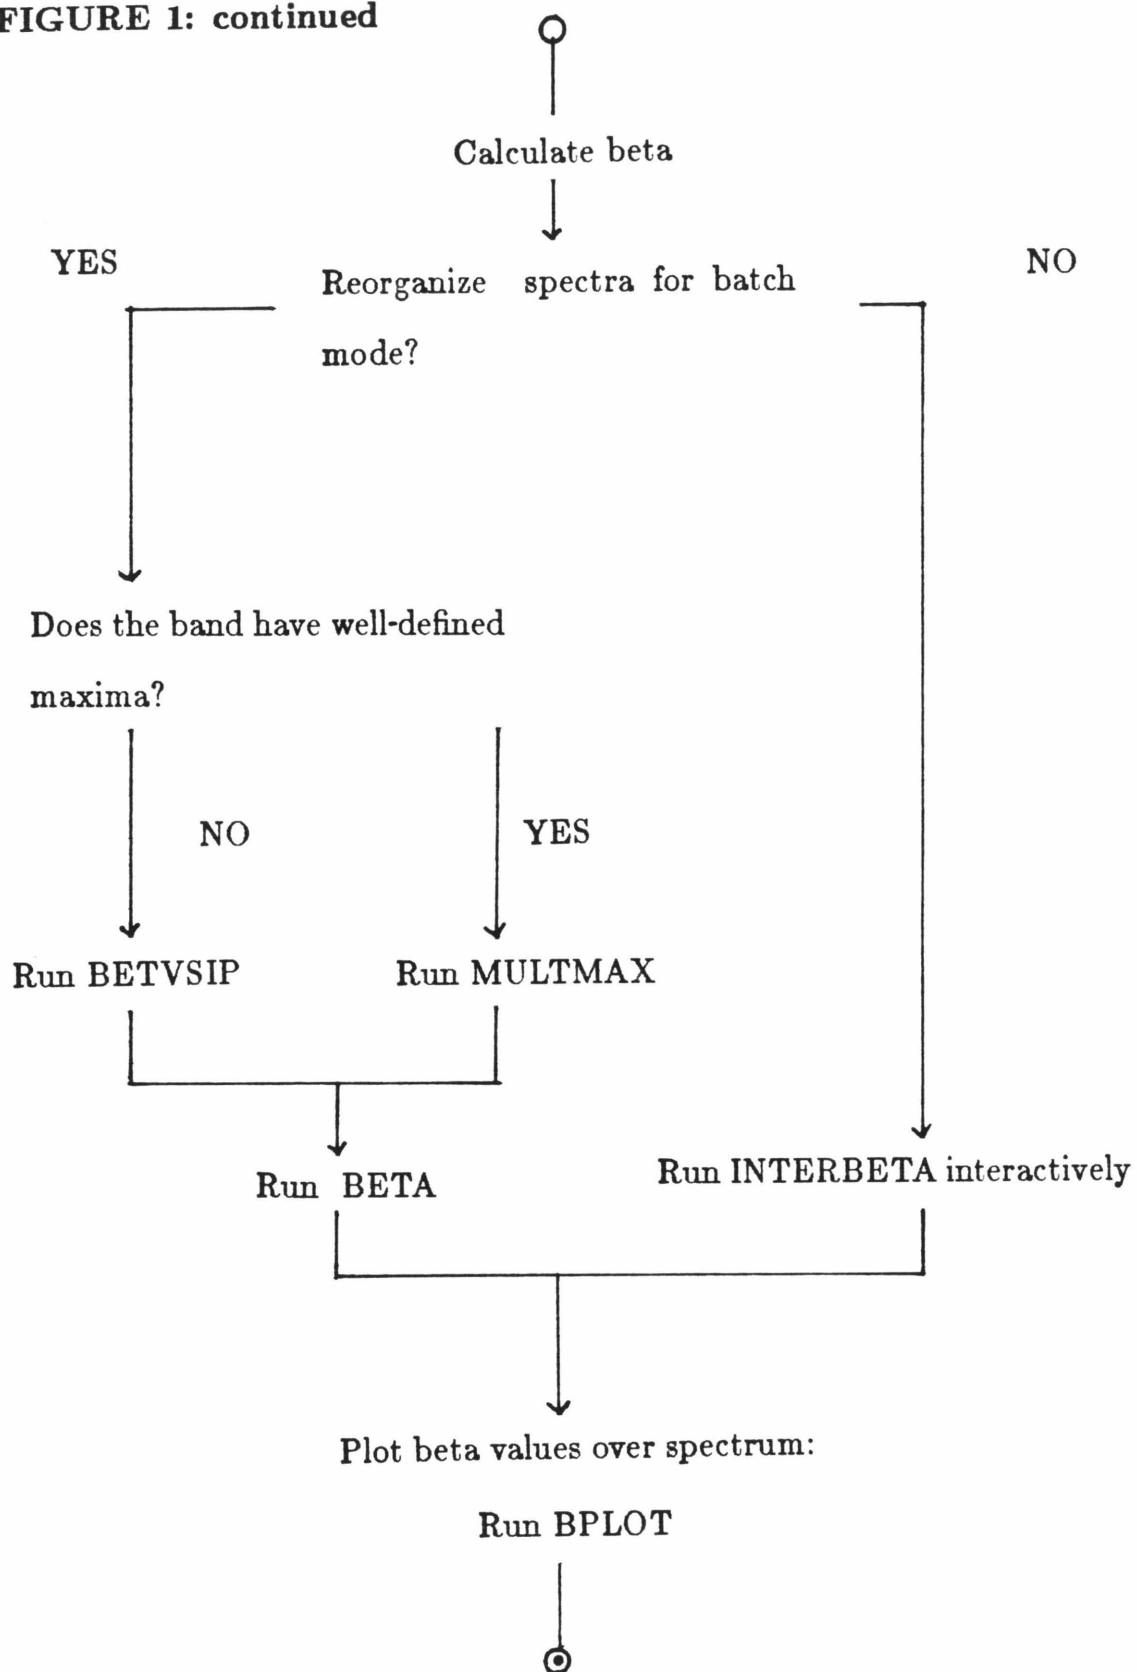 FIGURE 1: continued
Calculate beta
YES
NO
Reorganize spectra for batch
mode?
Does the band have well-defined
maxima?
NO
YES
Run BETVSIP
Run MULTMAX
Run BETA
Run INTERBETA interactively
Plot beta values over spectrum:
Run BPLOT